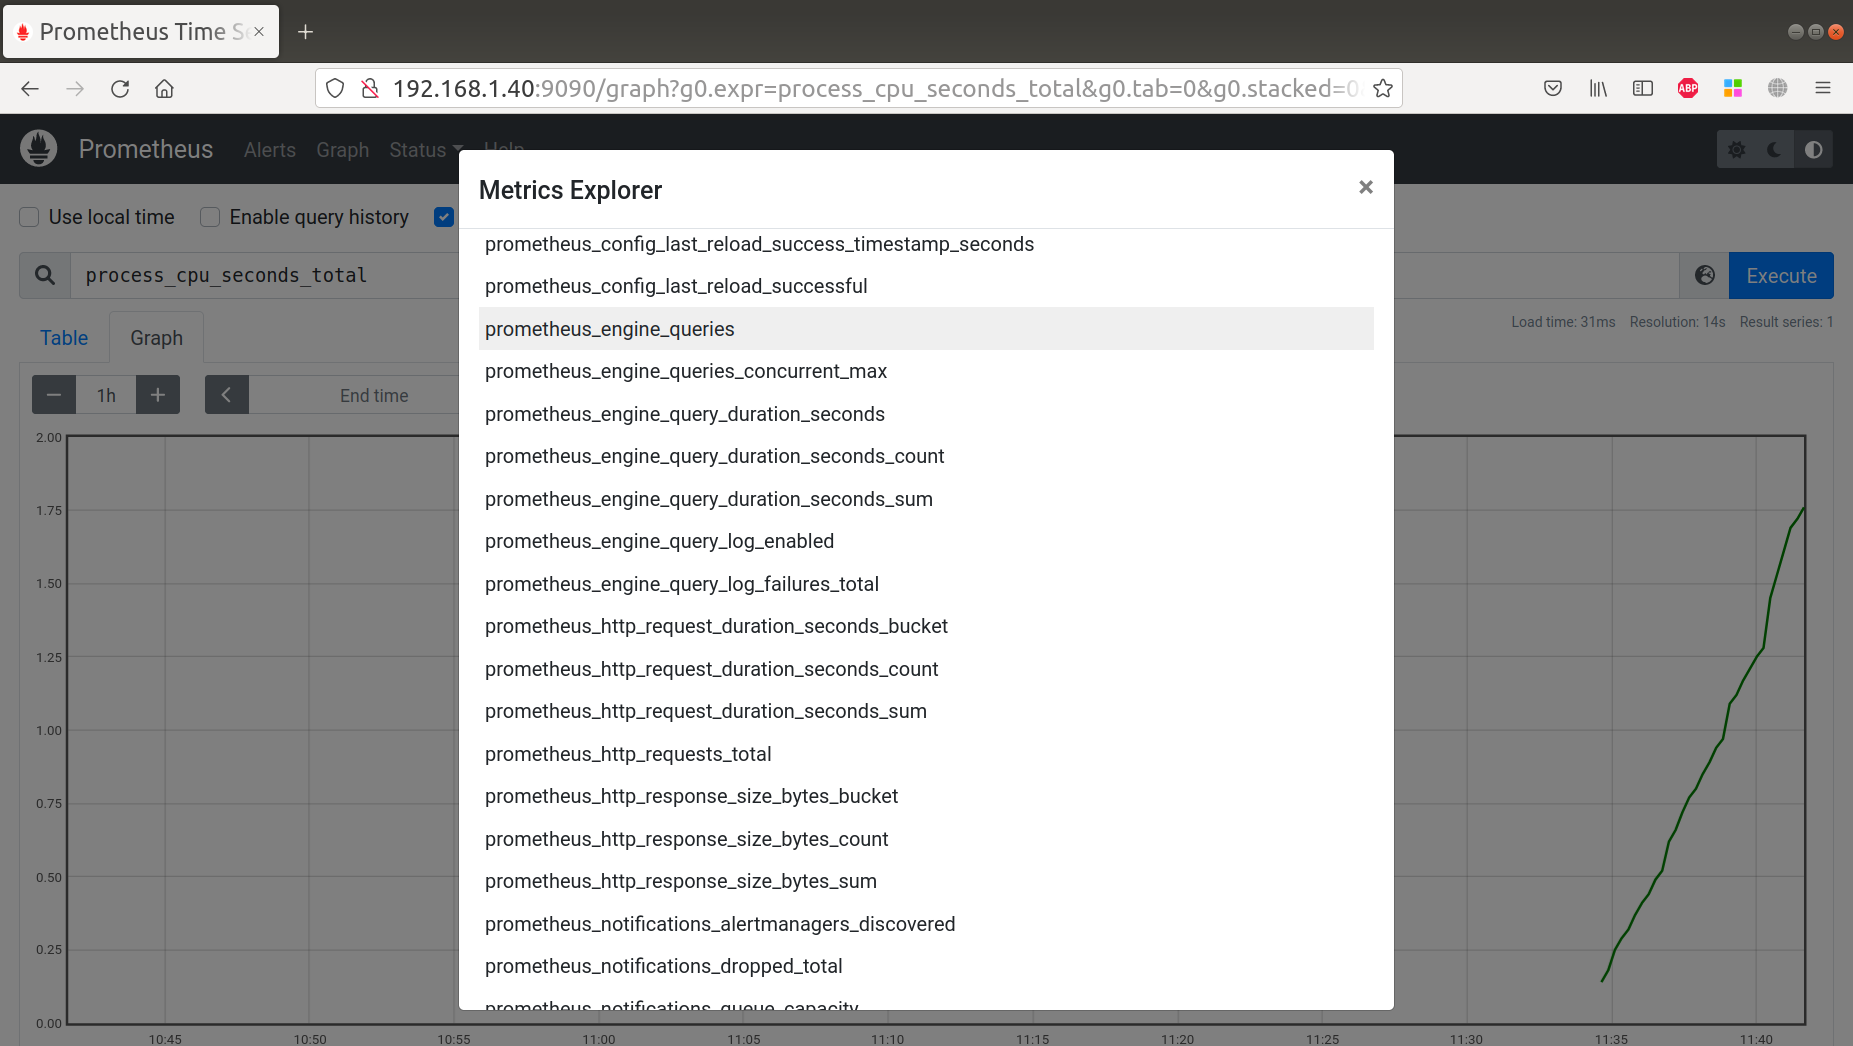 Prometheus Time S
192.168.1.40:9090/graph?g0.expr=process_cpu_seconds_total&g0.tab=0&g0.stacked=0
ABP
Prometheus Alerts Graph Status Help
Metrics Explorer ×
Use local time Enable query history
process_cpu_seconds_total Execute
Load time: 31ms Resolution: 14s Result series: 1
Table Graph
1h End time
prometheus_config_last_reload_success_timestamp_seconds
prometheus_config_last_reload_successful
prometheus_engine_queries
prometheus_engine_queries_concurrent_max
prometheus_engine_query_duration_seconds
prometheus_engine_query_duration_seconds_count
prometheus_engine_query_duration_seconds_sum
prometheus_engine_query_log_enabled
prometheus_engine_query_log_failures_total
prometheus_http_request_duration_seconds_bucket
prometheus_http_request_duration_seconds_count
prometheus_http_request_duration_seconds_sum
prometheus_http_requests_total
prometheus_http_response_size_bytes_bucket
prometheus_http_response_size_bytes_count
prometheus_http_response_size_bytes_sum
prometheus_notifications_alertmanagers_discovered
prometheus_notifications_dropped_total
prometheus_notifications_queue_capacity
2.00
1.75
1.50
1.25
1.00
0.75
0.50
0.25
0.00
10:45 10:50 10:55 11:00 11:05 11:10 11:15 11:20 11:25 11:30 11:35 11:40